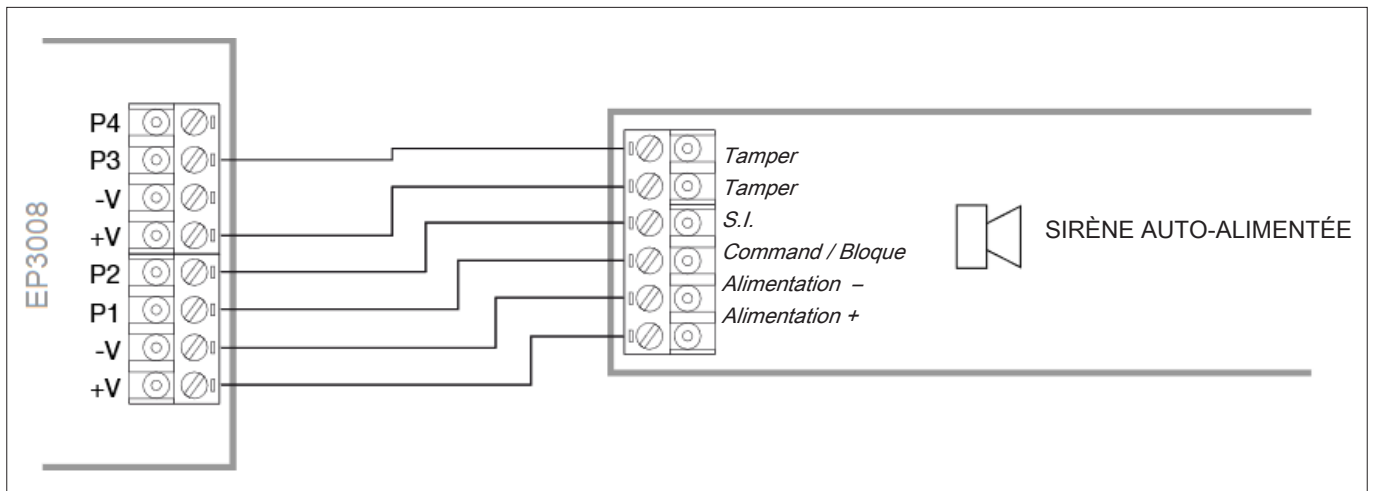 EP3008
P4
P3
-V
+V
P2
P1
-V
+V
Tamper
Tamper
S.I.
Command / Bloque
Alimentation –
Alimentation +
SIRÈNE AUTO-ALIMENTÉE